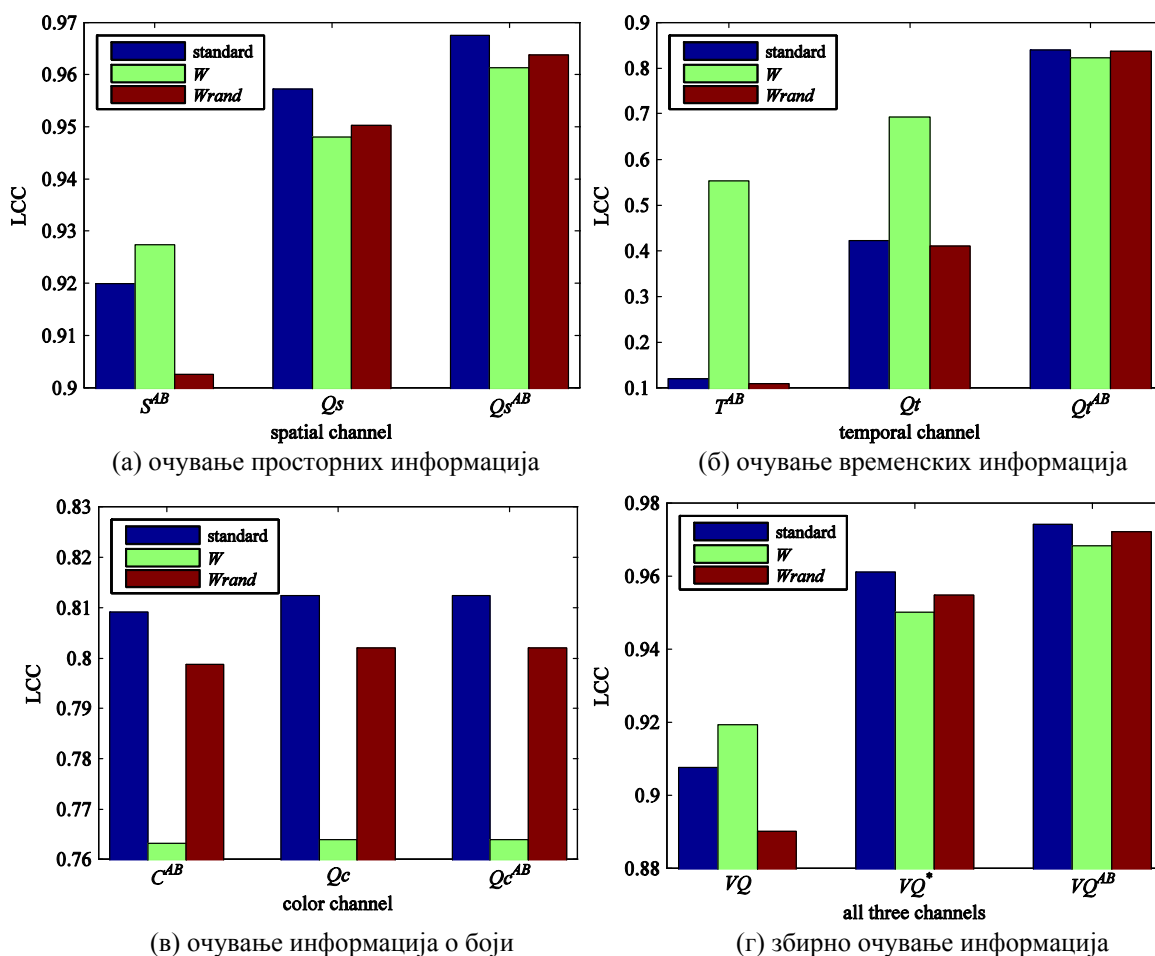 0.97
0.96
0.95
0.94
0.93
0.92
0.91
0.9
LCC
standard
W
Wrand
S^AB Qs Qs^AB
spatial channel
(а) очување просторних информација
0.9
0.8
0.7
0.6
0.5
0.4
0.3
0.2
0.1
LCC
standard
W
Wrand
T^AB Qt Qt^AB
temporal channel
(б) очување временских информација
0.83
0.82
0.81
0.8
0.79
0.78
0.77
0.76
LCC
standard
W
Wrand
C^AB Qc Qc^AB
color channel
(в) очување информација о боји
0.98
0.96
0.94
0.92
0.9
0.88
LCC
standard
W
Wrand
VQ VQ^* VQ^AB
all three channels
(г) збирно очување информација